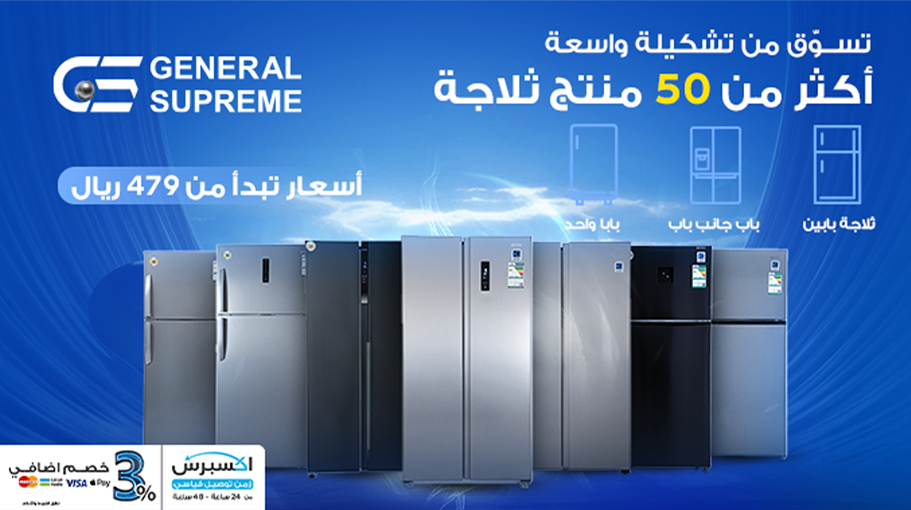 تسوّق من تشكيلة واسعة
أكثر من 50 منتج ثلاجة
GENERAL
SUPREME
ثلاجة بابين
باب جانب باب
بابا واحد
أسعار تبدأ من 479 ريال
اكسبرس
زمن توصيل قياسي
من 24 ساعة - 48 ساعة
3% خصم اضافي
VISA Pay